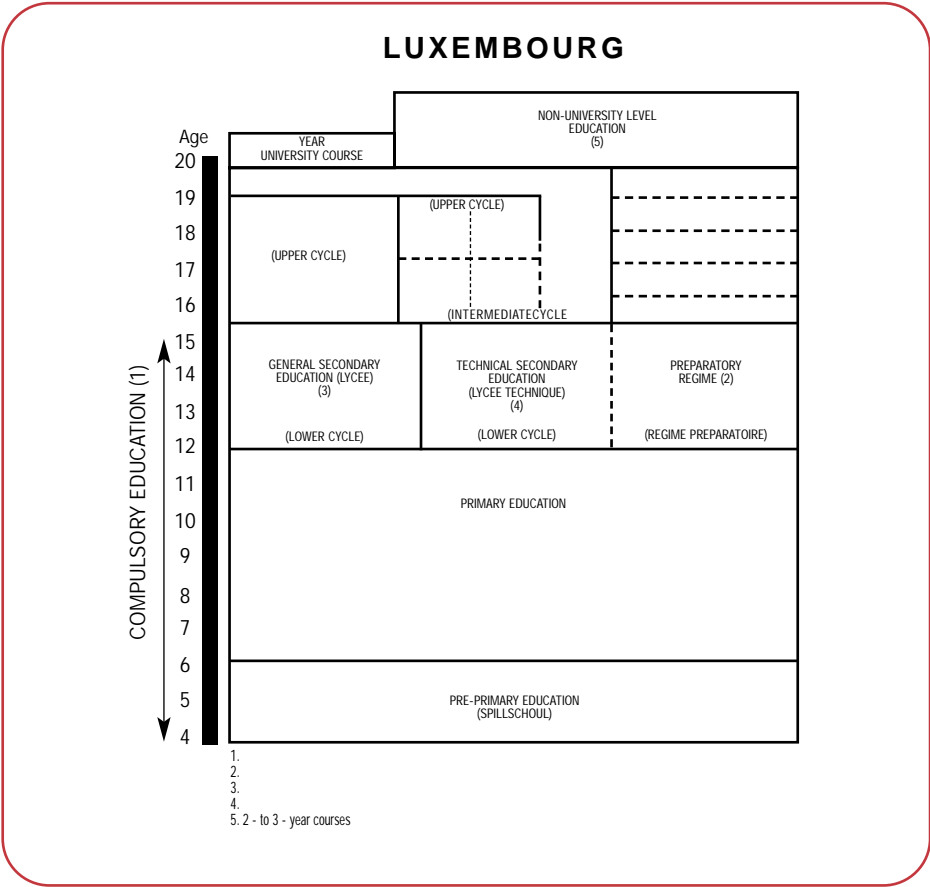 LUXEMBOURG
NON-UNIVERSITY LEVEL
EDUCATION
(5)
Age
YEAR
UNIVERSITY COURSE
20
19
(UPPER CYCLE)
18
(UPPER CYCLE)
17
16
(INTERMEDIATECYCLE
15
GENERAL SECONDARY
EDUCATION (LYCEE)
(3)
TECHNICAL SECONDARY
EDUCATION
(LYCEE TECHNIQUE)
(4)
PREPARATORY
REGIME (2)
14
13
(LOWER CYCLE)
(LOWER CYCLE)
(REGIME PREPARATOIRE)
12
COMPULSORY EDUCATION (1)
11
PRIMARY EDUCATION
10
9
8
7
6
5
PRE-PRIMARY EDUCATION
(SPILLSCHOUL)
4
1.
2.
3.
4.
5. 2 - to 3 - year courses